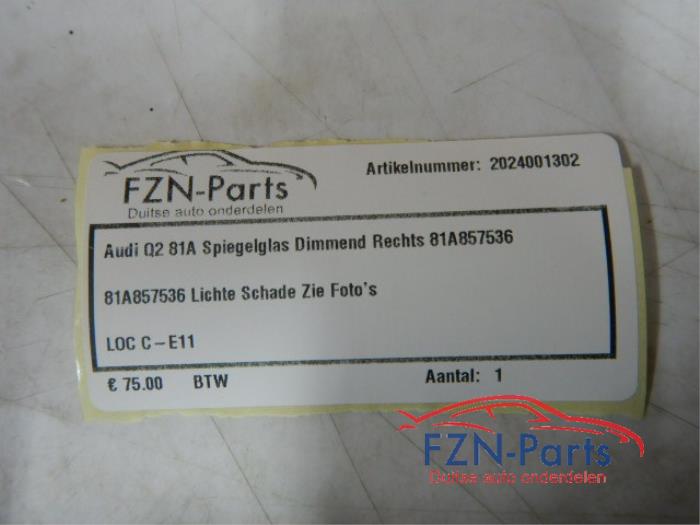 FZN-Parts
Duitse auto onderdelen
Artikelnummer: 2024001302
Audi Q2 81A Spiegelglas Dimmend Rechts 81A857536
81A857536 Lichte Schade Zie Foto's
LOC C-E11
€ 75.00 BTW Aantal: 1
FZN-Parts
Duitse auto onderdelen